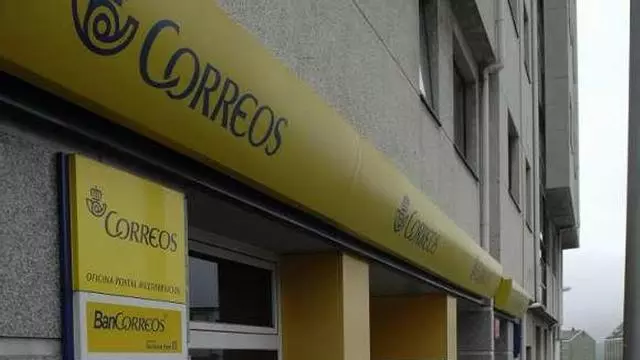 CORREOS
CORREOS
CORREOS
OFICINA POSTAL MULTISERVICIOS
BanCORREOS